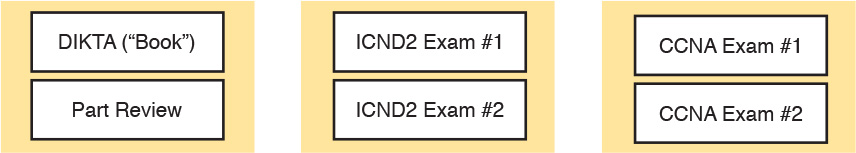 DIKTA (“Book”)
Part Review
ICND2 Exam #1
ICND2 Exam #2
CCNA Exam #1
CCNA Exam #2